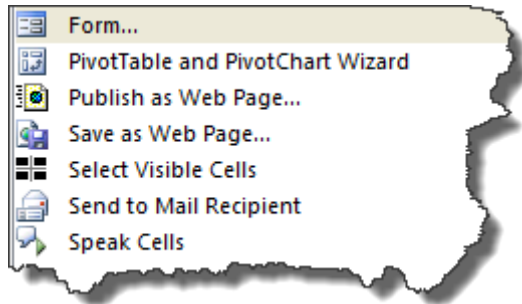 Form...
PivotTable and PivotChart Wizard
Publish as Web Page...
Save as Web Page...
Select Visible Cells
Send to Mail Recipient
Speak Cells